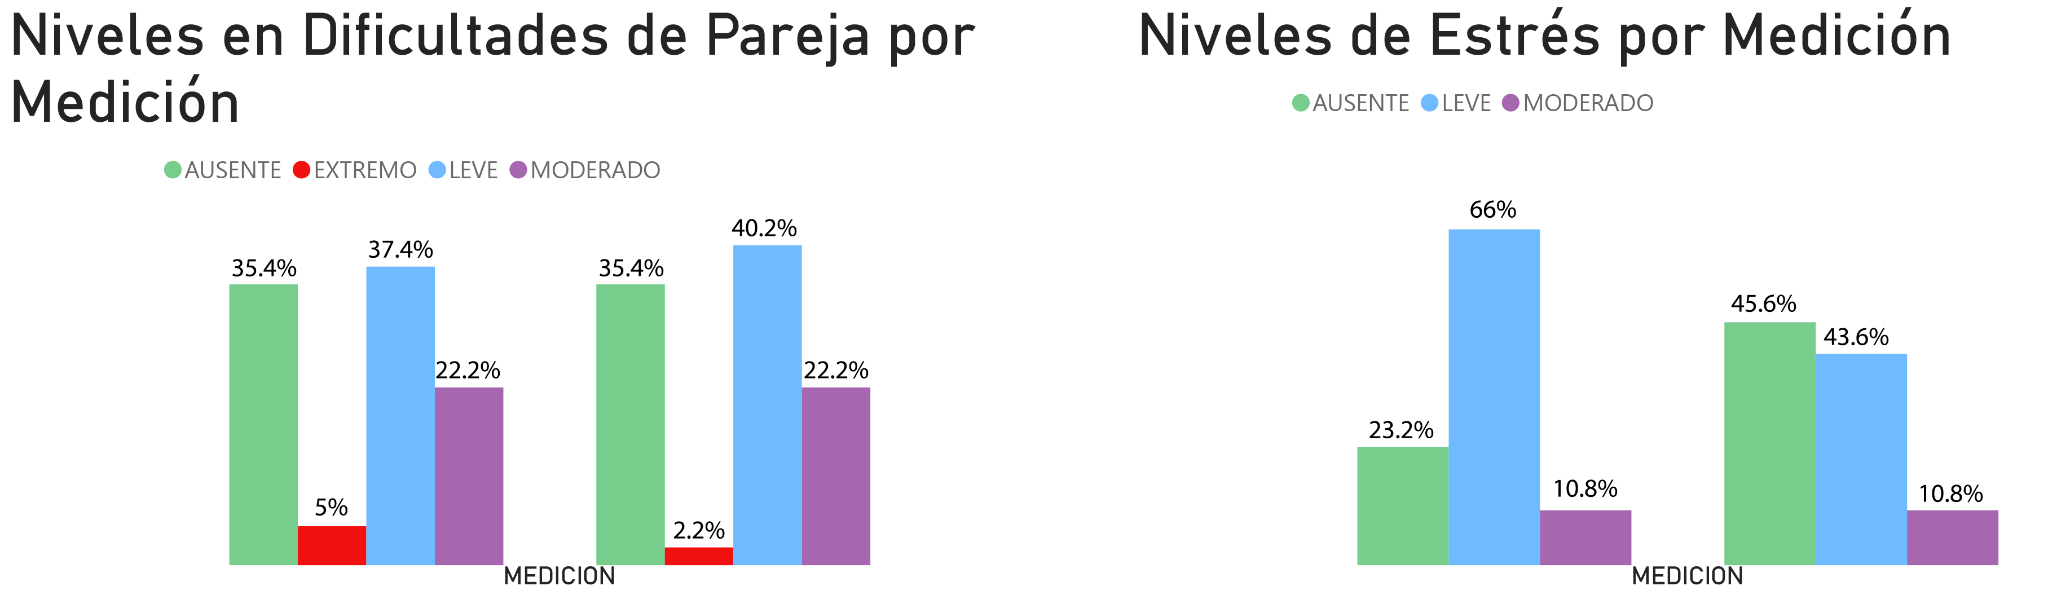 Niveles en Dificultades de Pareja por
Medición
AUSENTE EXTREMO LEVE MODERADO
35.4%
5%
37.4%
22.2%
35.4%
2.2%
40.2%
22.2%
MEDICION
Niveles de Estrés por Medición
AUSENTE LEVE MODERADO
23.2%
66%
10.8%
45.6%
43.6%
10.8%
MEDICION